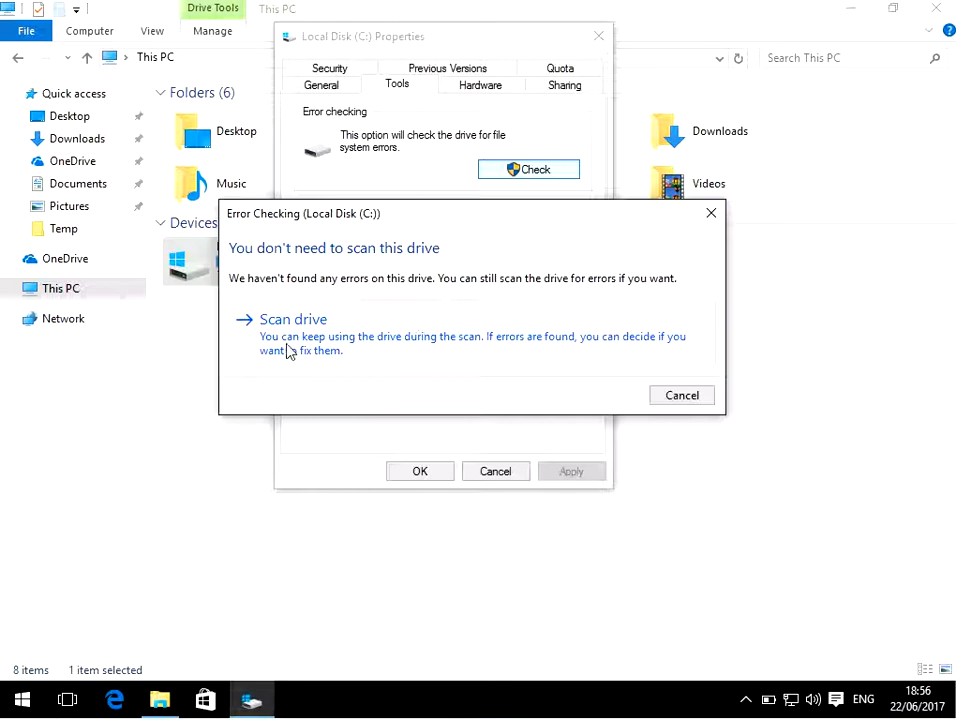 Drive Tools
This PC
File
Computer
View
Manage
This PC
Search This PC
Quick access
Desktop
Downloads
OneDrive
Documents
Pictures
Temp
OneDrive
This PC
Network
Folders (6)
Desktop
Downloads
Music
Videos
Devices
Local Disk (C:) Properties
Security
Previous Versions
Quota
General
Tools
Hardware
Sharing
Error checking
This option will check the drive for file
system errors.
Check
Error Checking (Local Disk (C:))
You don't need to scan this drive
We haven't found any errors on this drive. You can still scan the drive for errors if you want.
Scan drive
You can keep using the drive during the scan. If errors are found, you can decide if you
want to fix them.
Cancel
OK
Cancel
Apply
8 items
1 item selected
ENG
18:56
22/06/2017